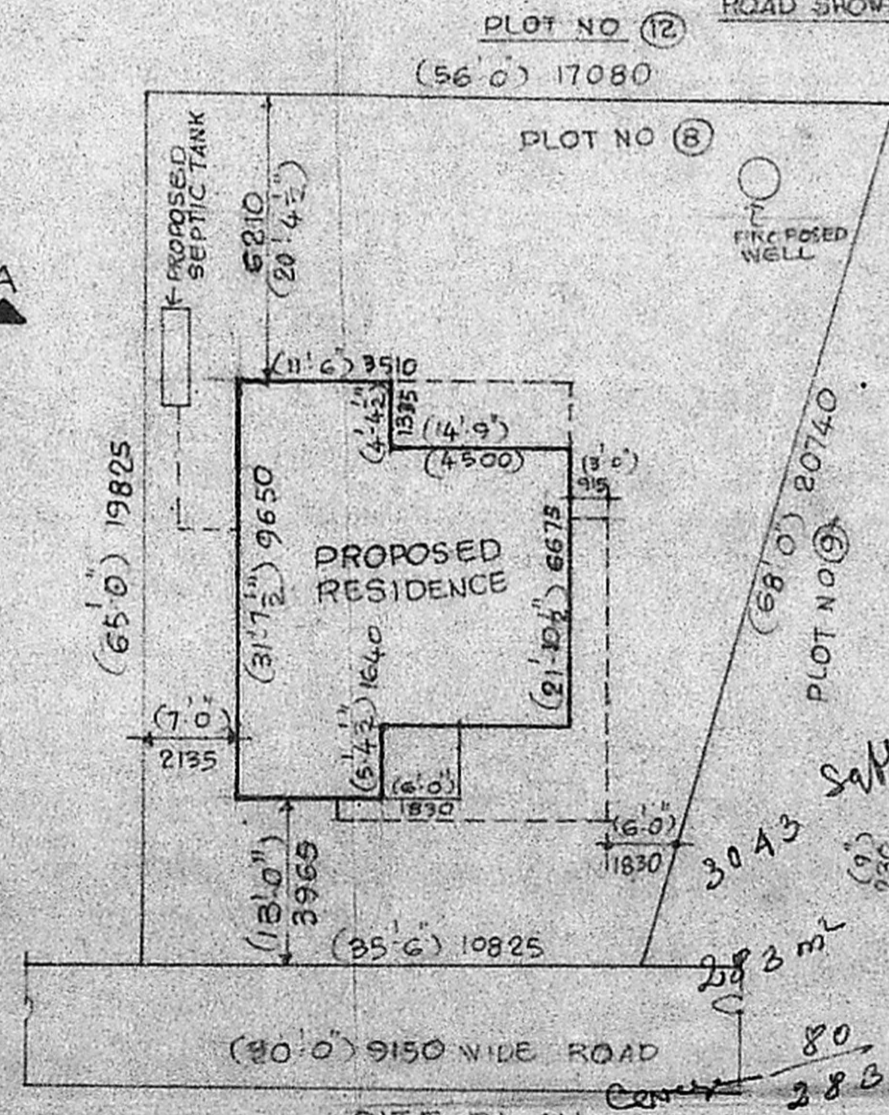 ROAD SHOW
PLOT NO (12)
(56'0") 17080
PLOT NO (8)
PROPOSED
SEPTIC TANK
6210
(20'4½")
PROPOSED
WELL
A
(11'6") 3510
(4'-4½")
1335
(14'9")
(4500)
(3'0")
915
(65'0") 19825
(31'7½") 9650
PROPOSED
RESIDENCE
(21'-10½") 6675
(68'0") 20740
PLOT NO (9)
(7'0")
2135
(5'4½") 1640
(6'0")
1830
(6'0")
1830
3043
(13'0")
3965
(35'-6") 10825
283 m²
(30'0") 9150 WIDE ROAD
80
283